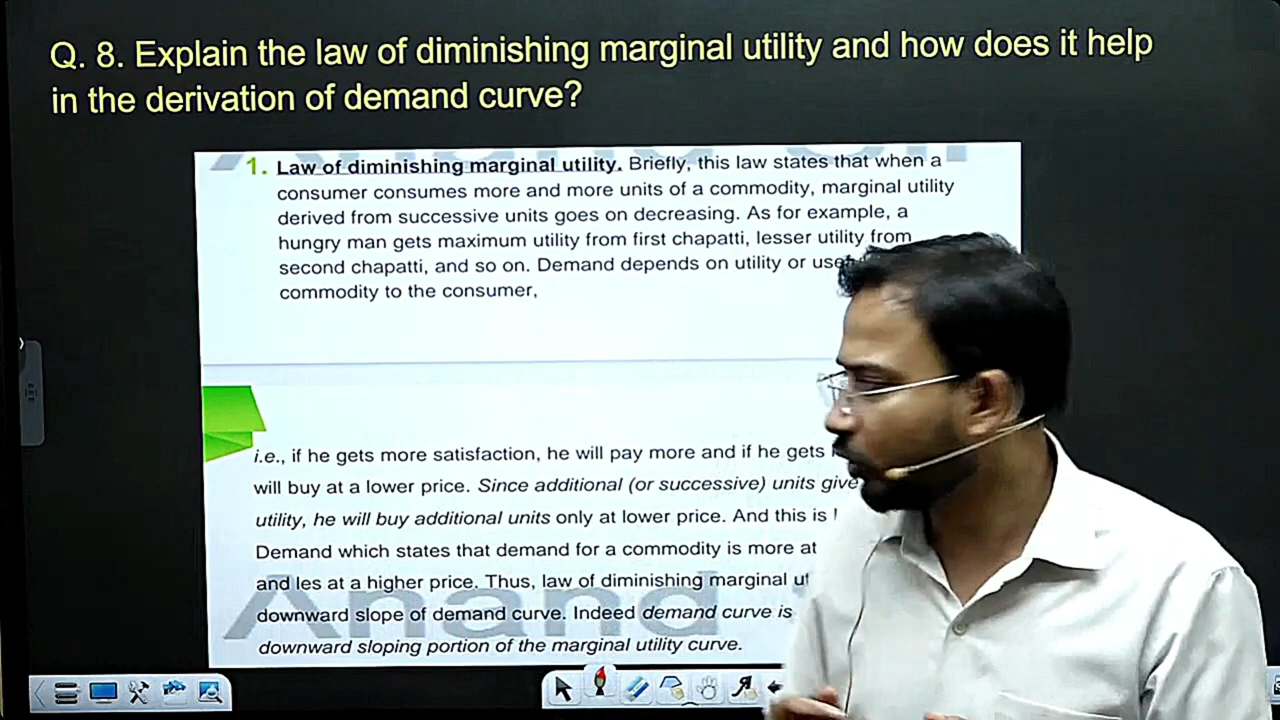 Q. 8. Explain the law of diminishing marginal utility and how does it help
in the derivation of demand curve?
1. Law of diminishing marginal utility. Briefly, this law states that when a
consumer consumes more and more units of a commodity, marginal utility
derived from successive units goes on decreasing. As for example, a
hungry man gets maximum utility from first chapatti, lesser utility from
second chapatti, and so on. Demand depends on utility or
commodity to the consumer,
i.e., if he gets more satisfaction, he will pay more and if he gets
will buy at a lower price. Since additional (or successive) units give
utility, he will buy additional units only at lower price. And this is
Demand which states that demand for a commodity is more at
and les at a higher price. Thus, law of diminishing marginal
downward slope of demand curve. Indeed demand curve is
downward sloping portion of the marginal utility curve.
Anand